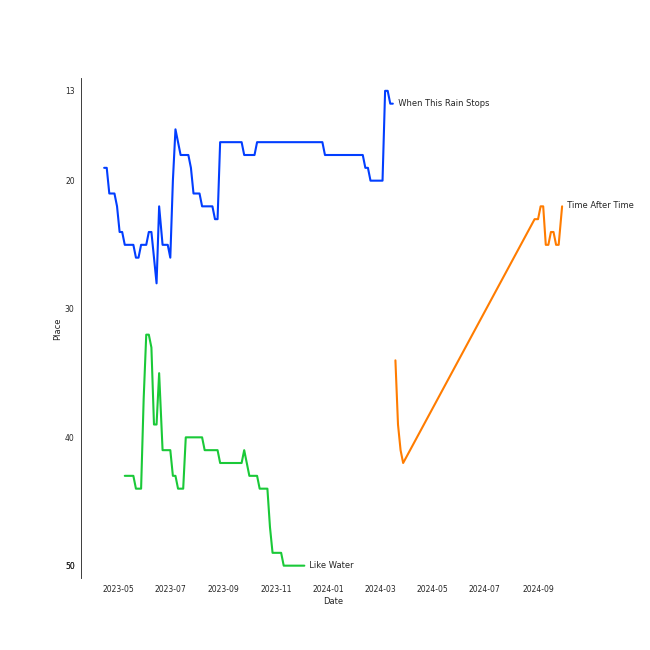 13
When This Rain Stops
20
Time After Time
30
Place
40
50
Like Water
2023-05 2023-07 2023-09 2023-11 2024-01 2024-03 2024-05 2024-07 2024-09
Date